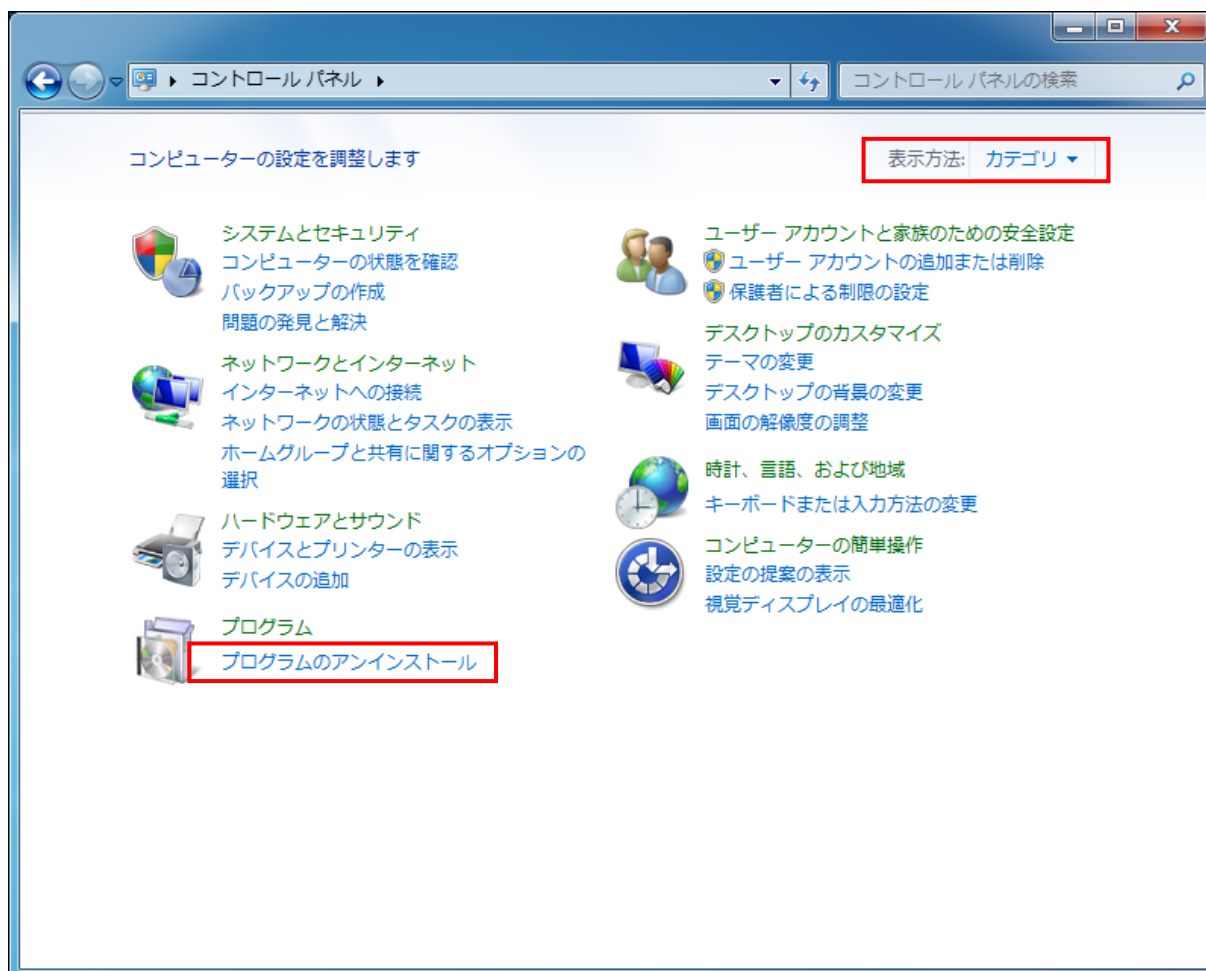 コントロール パネル
コントロール パネルの検索
コンピューターの設定を調整します
表示方法: カテゴリ
システムとセキュリティ
コンピューターの状態を確認
バックアップの作成
問題の発見と解決
ネットワークとインターネット
インターネットへの接続
ネットワークの状態とタスクの表示
ホームグループと共有に関するオプションの
選択
ハードウェアとサウンド
デバイスとプリンターの表示
デバイスの追加
プログラム
プログラムのアンインストール
ユーザー アカウントと家族のための安全設定
ユーザー アカウントの追加または削除
保護者による制限の設定
デスクトップのカスタマイズ
テーマの変更
デスクトップの背景の変更
画面の解像度の調整
時計、言語、および地域
キーボードまたは入力方法の変更
コンピューターの簡単操作
設定の提案の表示
視覚ディスプレイの最適化